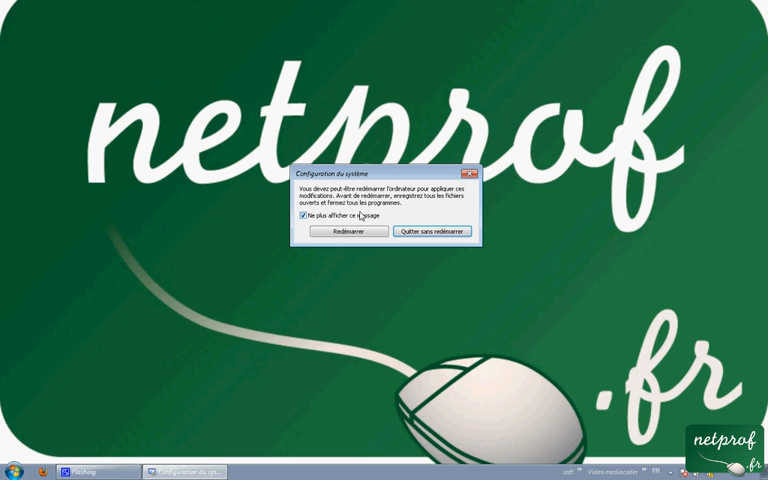 netprof
.fr
Configuration du système
Vous devez peut-être redémarrer l'ordinateur pour appliquer ces
modifications. Avant de redémarrer, enregistrez tous les fichiers
ouverts et fermez tous les programmes.
Ne plus afficher ce message
Redémarrer
Quitter sans redémarrer
Flashing
Configuration du sys...
soft
»
Video mediacoder
»
FR
netprof
.fr